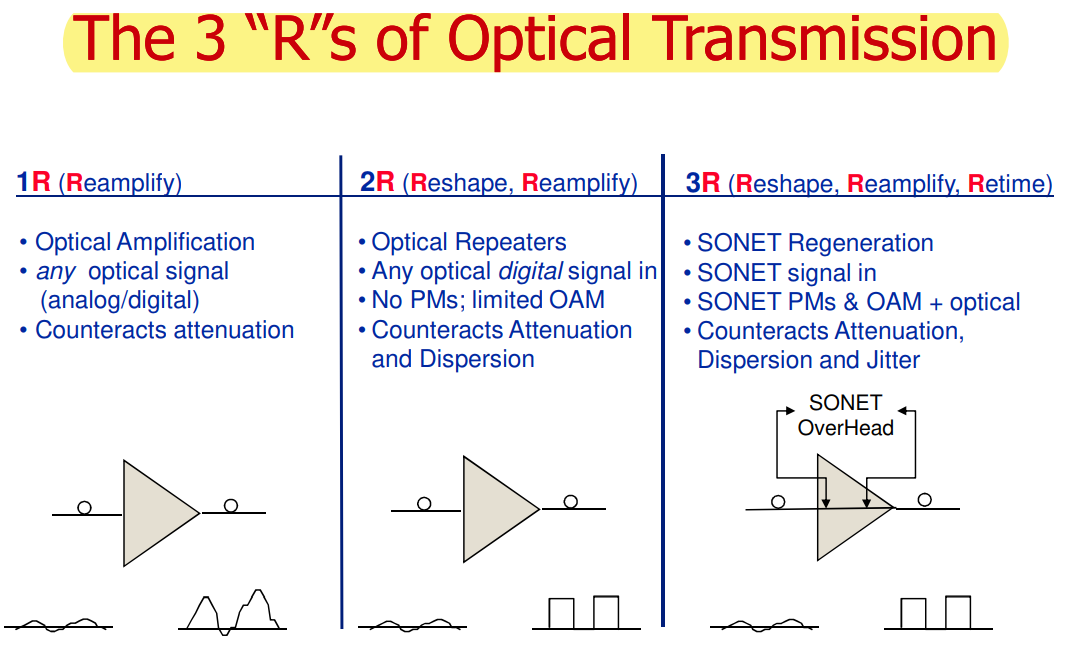 The 3 “R”s of Optical Transmission
1R (Reamplify)
• Optical Amplification
• any optical signal
(analog/digital)
• Counteracts attenuation
2R (Reshape, Reamplify)
• Optical Repeaters
• Any optical digital signal in
• No PMs; limited OAM
• Counteracts Attenuation
and Dispersion
3R (Reshape, Reamplify, Retime)
• SONET Regeneration
• SONET signal in
• SONET PMs & OAM + optical
• Counteracts Attenuation,
Dispersion and Jitter
SONET
OverHead